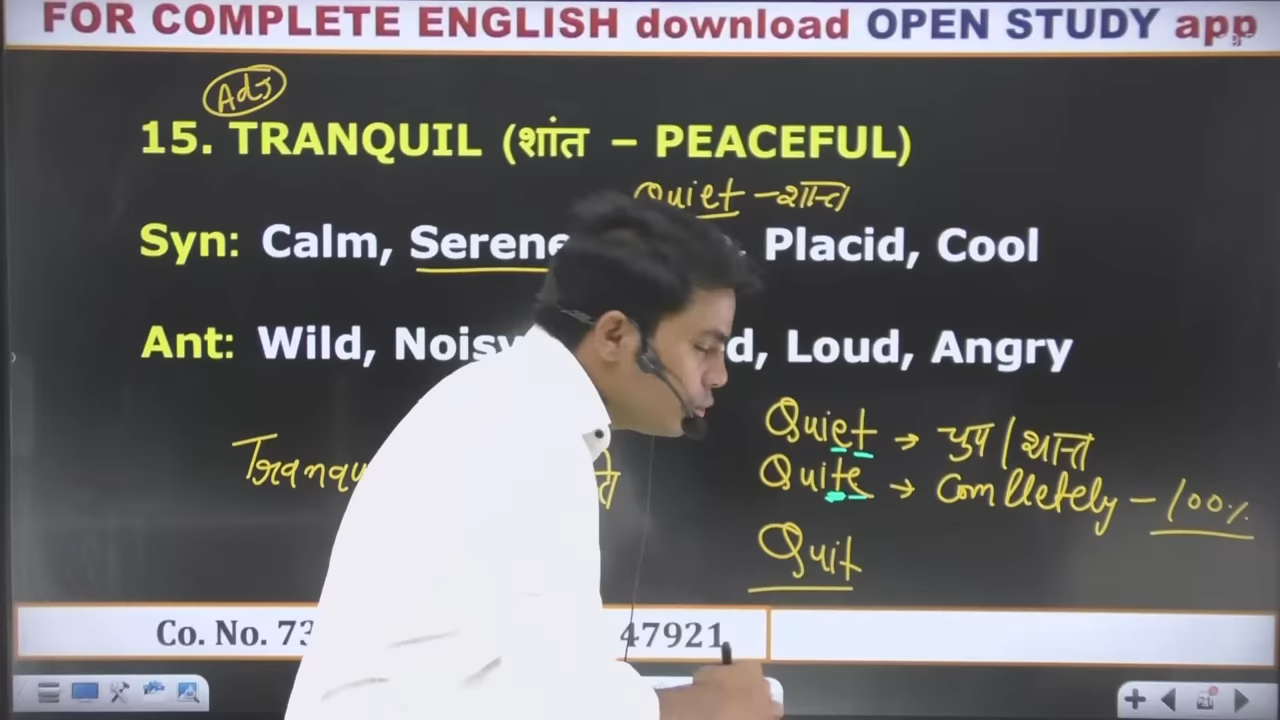 FOR COMPLETE ENGLISH download OPEN STUDY app
Adj
15. TRANQUIL (शांत – PEACEFUL)
Quiet – शान्त
Syn: Calm, Serene Placid, Cool
Ant: Wild, Noisy Loud, Angry
Quiet → चुप / शान्त
Quite → Comlletely – 100%
Quit
Co. No. 73 47921